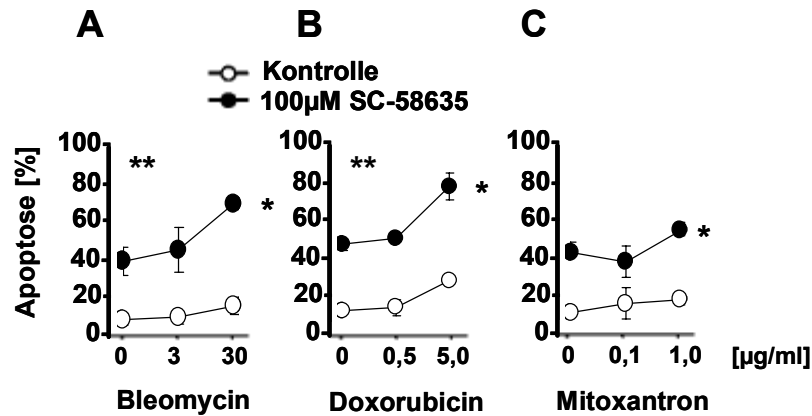 A B C
Kontrolle
100µM SC-58635
Apoptose [%]
100 80 60 40 20 0
**
*
0 3 30
Bleomycin
100 80 60 40 20 0
**
*
0 0,5 5,0
Doxorubicin
100 80 60 40 20 0
*
0 0,1 1,0 [µg/ml]
Mitoxantron